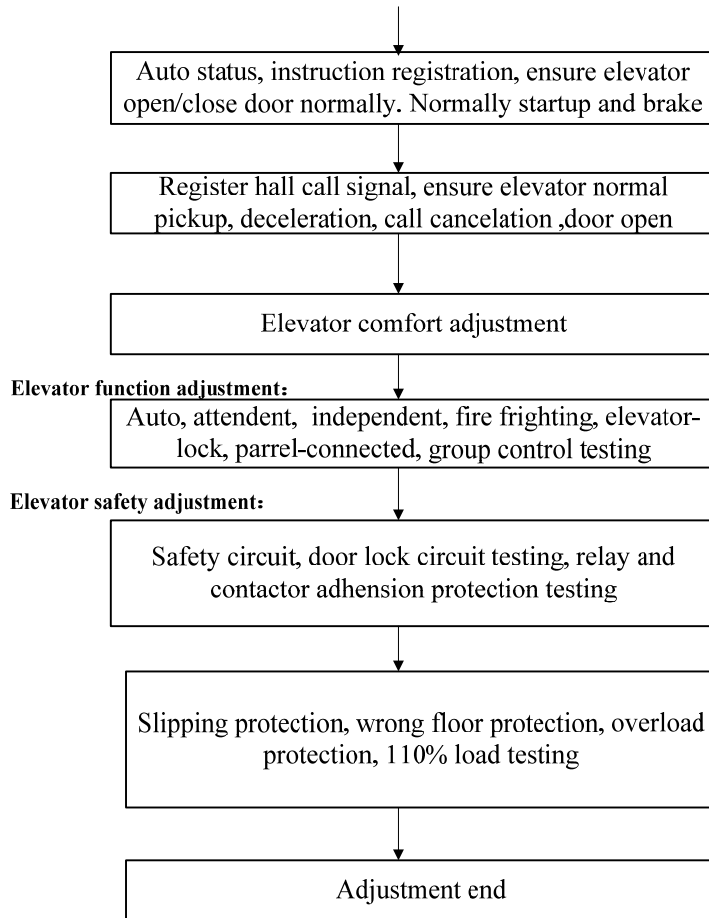 Auto status, instruction registration, ensure elevator
open/close door normally. Normally startup and brake
Register hall call signal, ensure elevator normal
pickup, deceleration, call cancelation ,door open
Elevator comfort adjustment
Elevator function adjustment：
Auto, attendent, independent, fire frighting, elevator-
lock, parrel-connected, group control testing
Elevator safety adjustment：
Safety circuit, door lock circuit testing, relay and
contactor adhension protection testing
Slipping protection, wrong floor protection, overload
protection, 110% load testing
Adjustment end